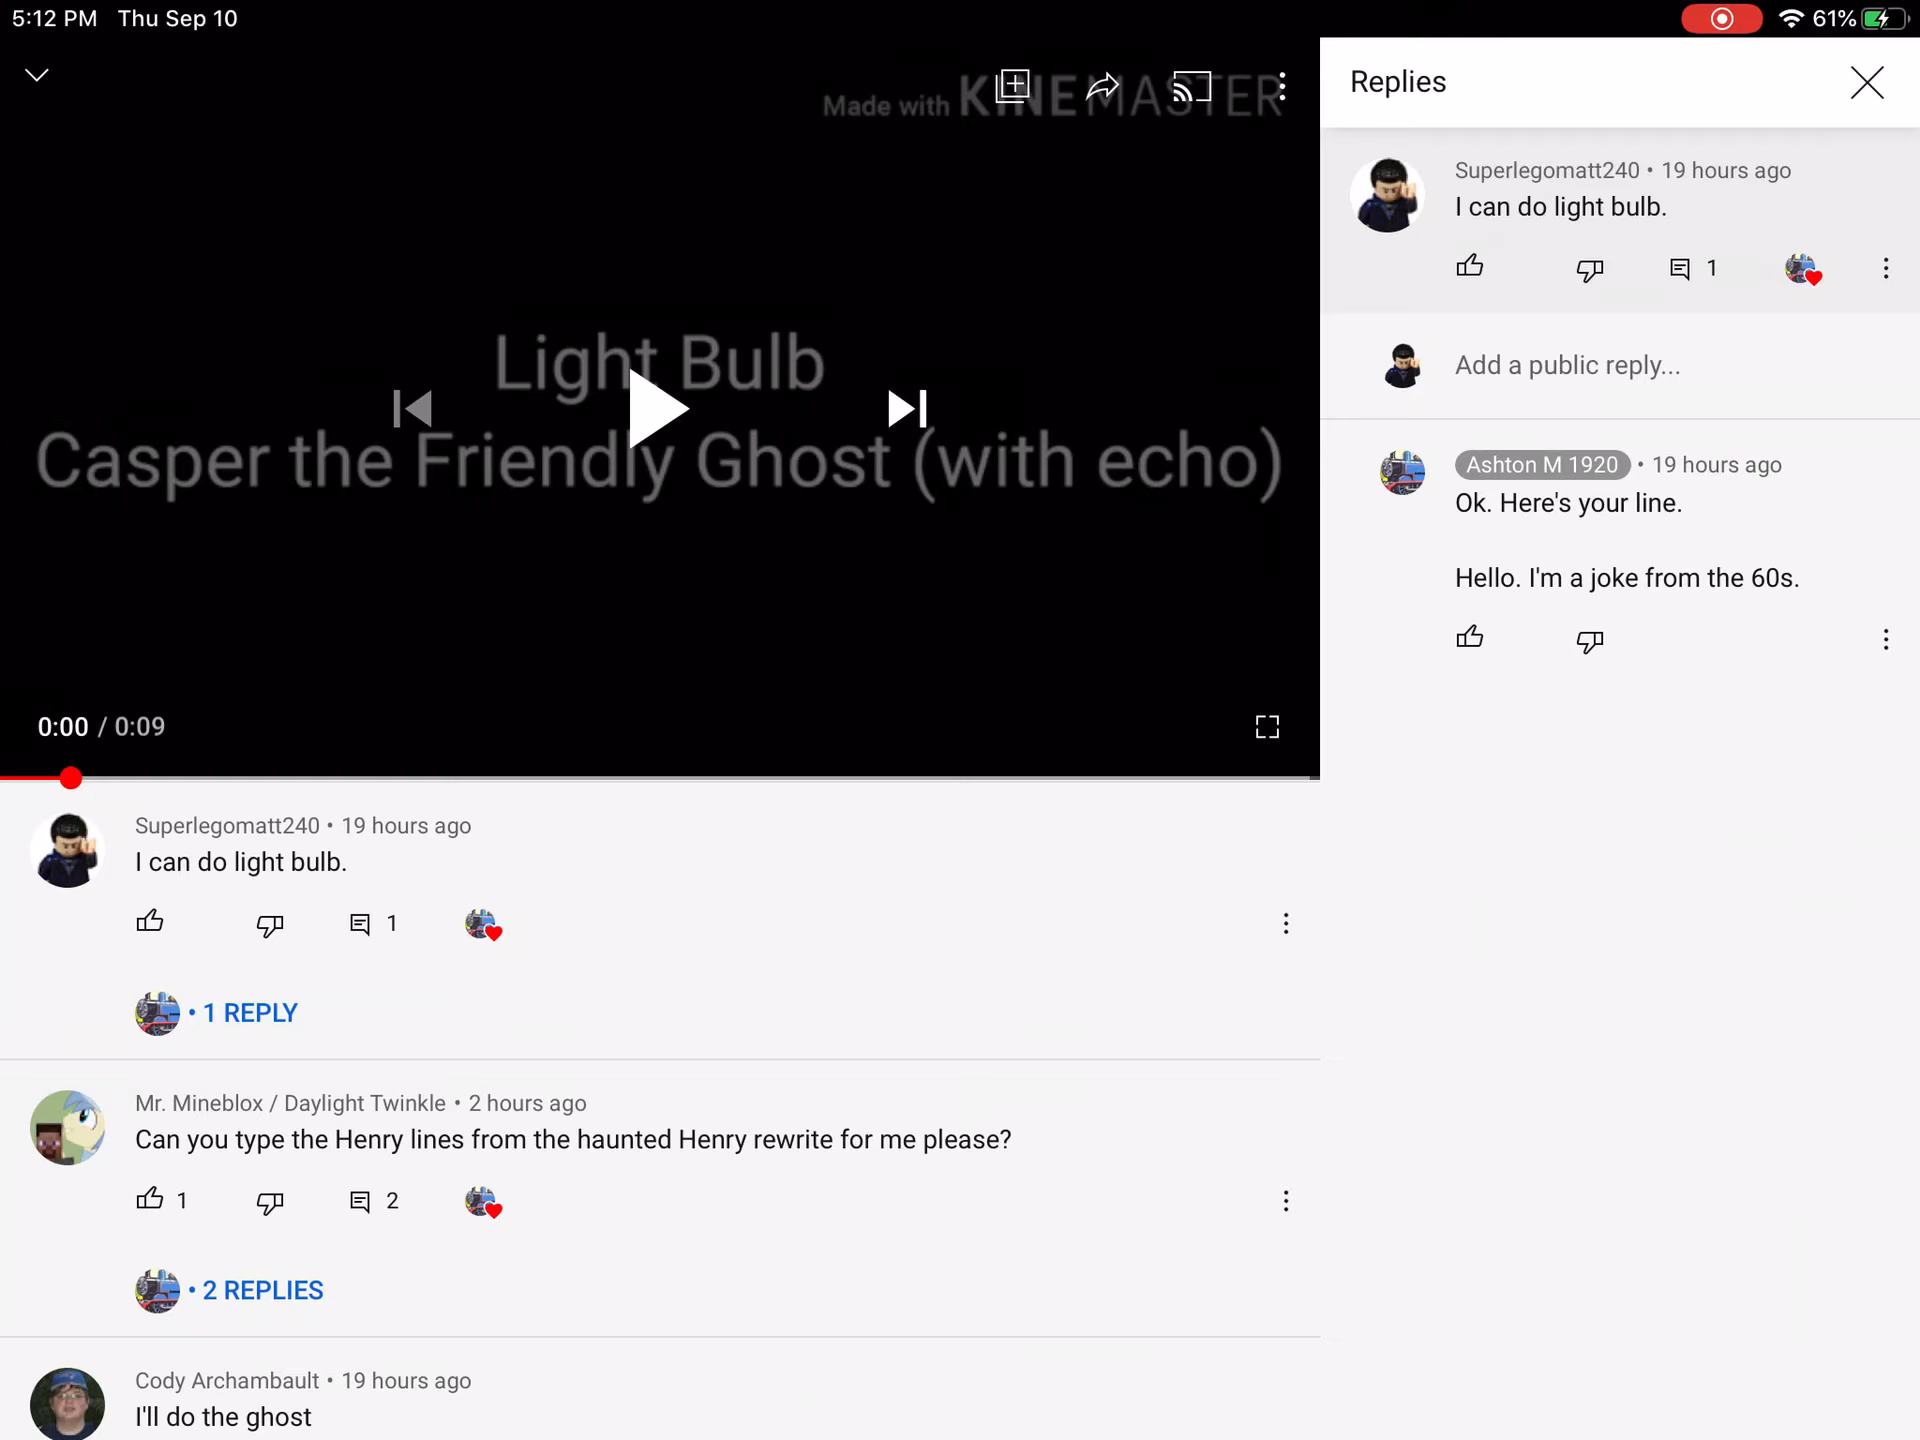 5:12 PM Thu Sep 10
61%
Made with KINEMASTER
Light Bulb
Casper the Friendly Ghost (with echo)
0:00 / 0:09
Superlegomatt240 • 19 hours ago
I can do light bulb.
1
• 1 REPLY
Mr. Mineblox / Daylight Twinkle • 2 hours ago
Can you type the Henry lines from the haunted Henry rewrite for me please?
1 2
• 2 REPLIES
Cody Archambault • 19 hours ago
I'll do the ghost
Replies
Superlegomatt240 • 19 hours ago
I can do light bulb.
1
Add a public reply...
Ashton M 1920 • 19 hours ago
Ok. Here's your line.
Hello. I'm a joke from the 60s.